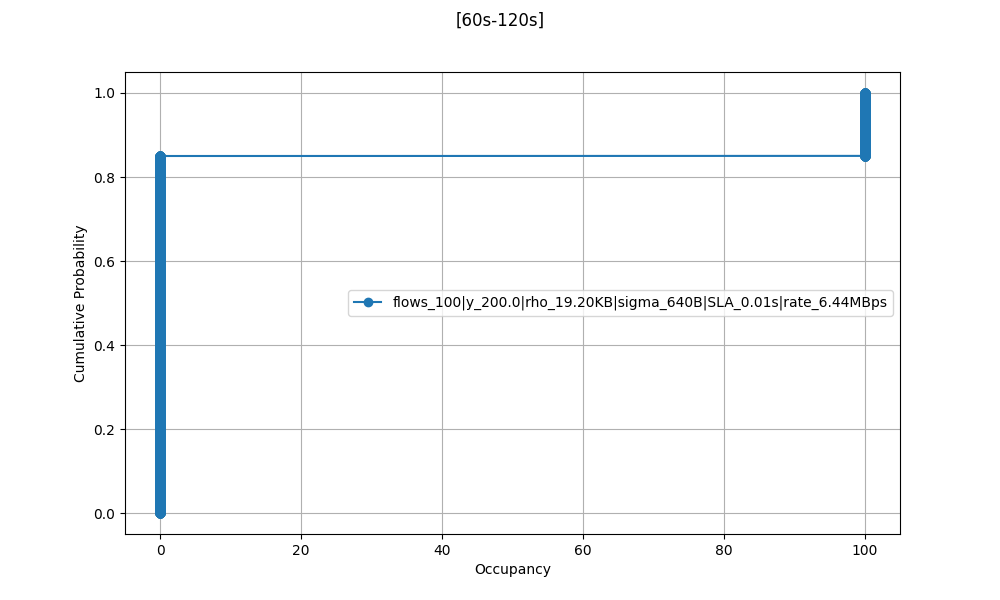 [60s-120s]
1.0
0.8
0.6
0.4
0.2
0.0
Cumulative Probability
flows_100|y_200.0|rho_19.20KB|sigma_640B|SLA_0.01s|rate_6.44MBps
0 20 40 60 80 100
Occupancy